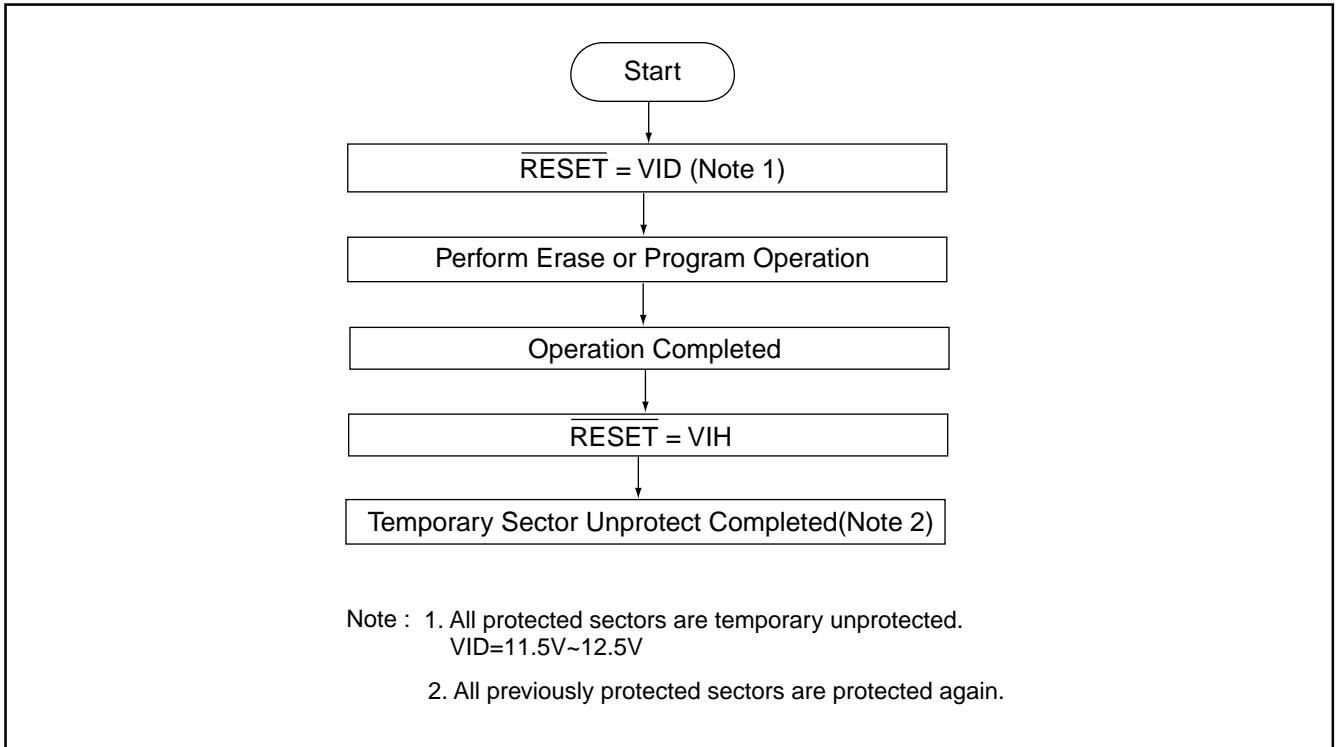 Start
R̅E̅S̅E̅T̅ = VID (Note 1)
Perform Erase or Program Operation
Operation Completed
R̅E̅S̅E̅T̅ = VIH
Temporary Sector Unprotect Completed(Note 2)
Note : 1. All protected sectors are temporary unprotected.
VID=11.5V~12.5V
2. All previously protected sectors are protected again.